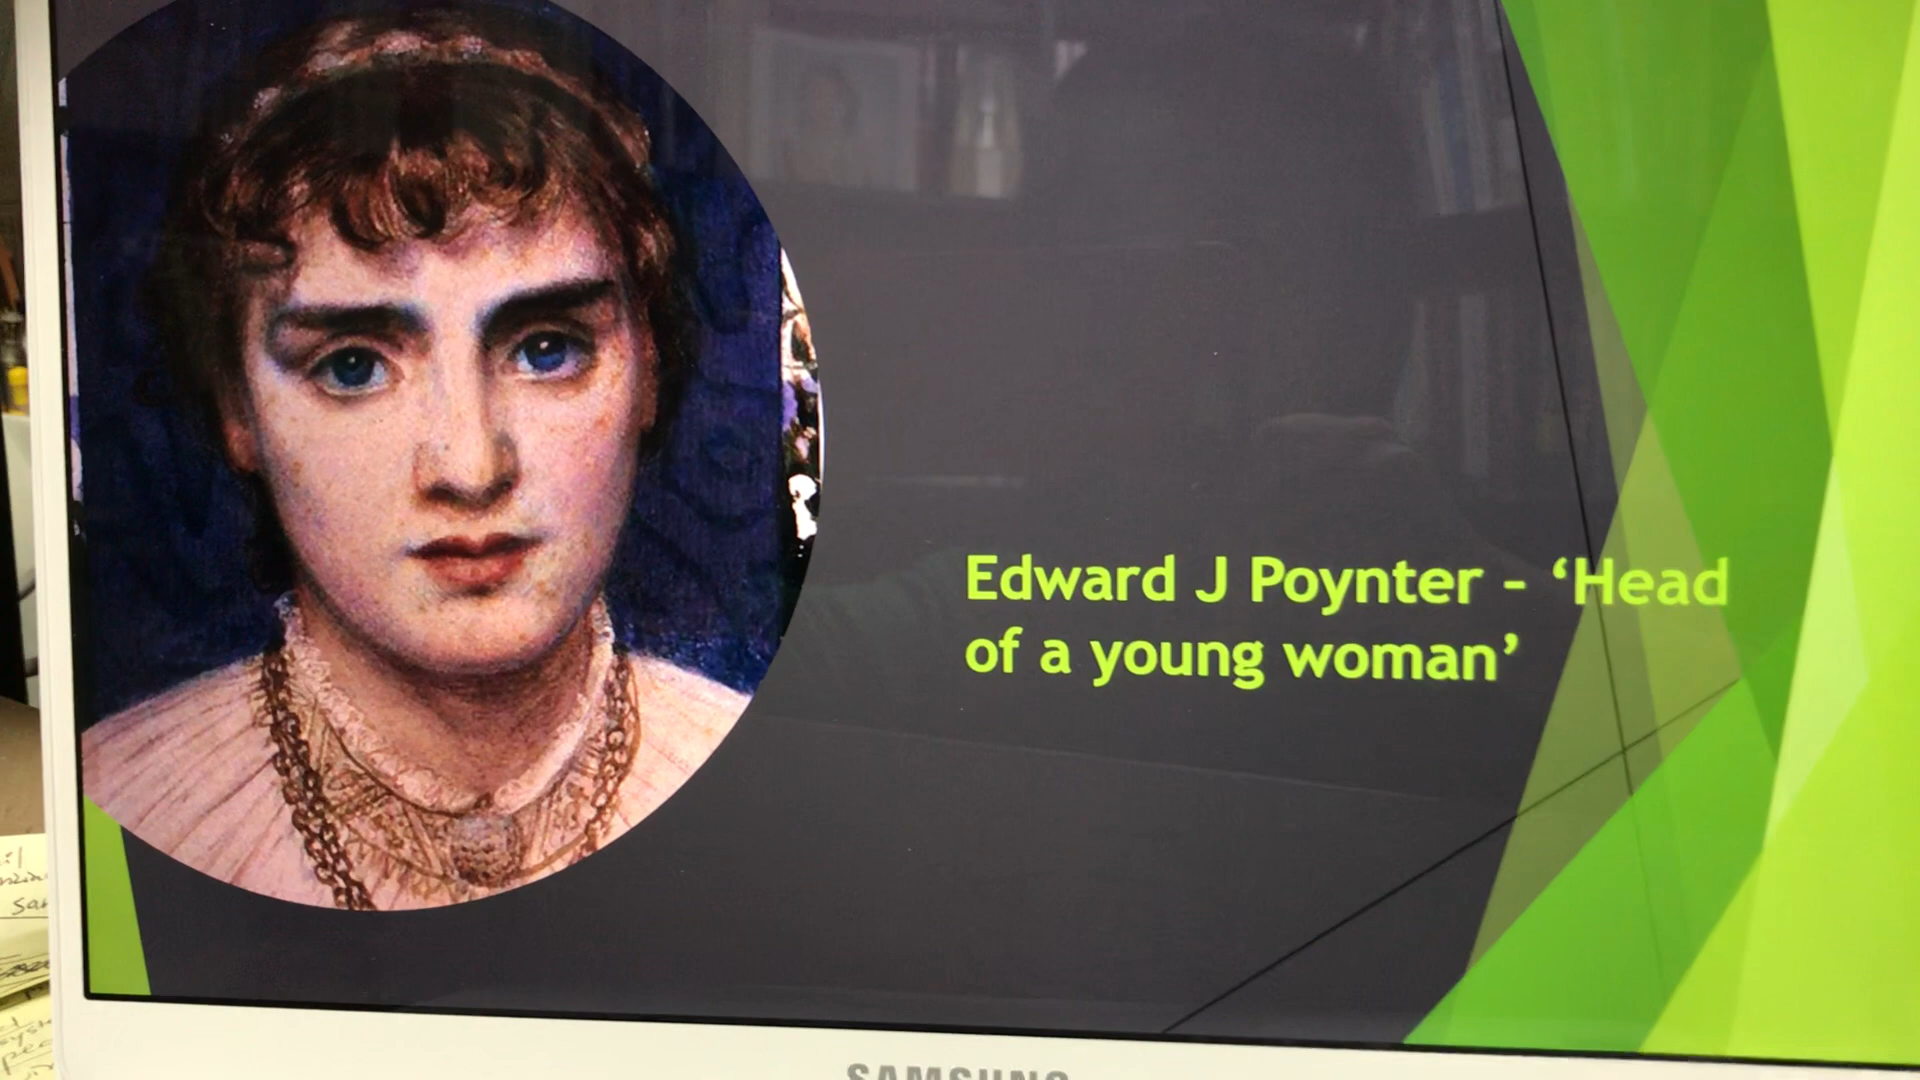 Edward J Poynter - ‘Head
of a young woman’
SAMSUNG